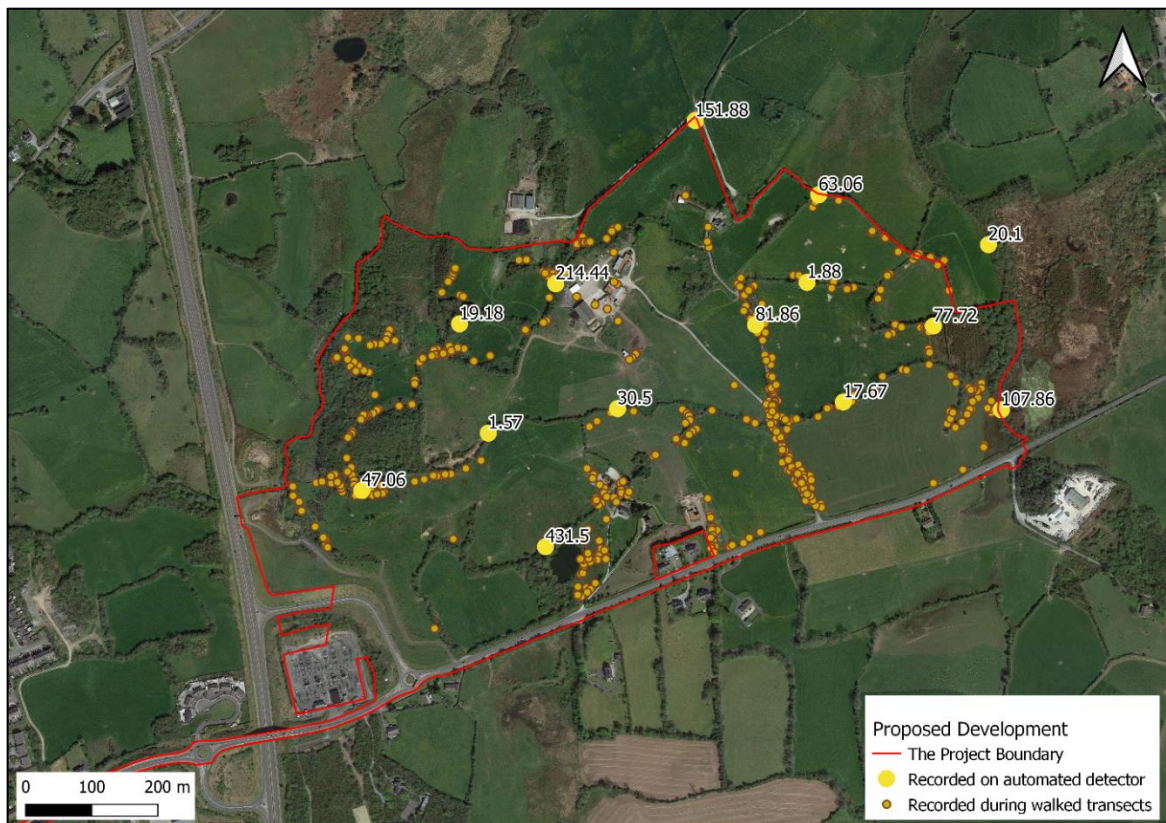 151.88
63.06
20.1
214.44
1.88
19.18
81.86
77.72
30.5
17.67
107.86
1.57
47.06
431.5
Proposed Development
The Project Boundary
Recorded on automated detector
Recorded during walked transects
0 100 200 m